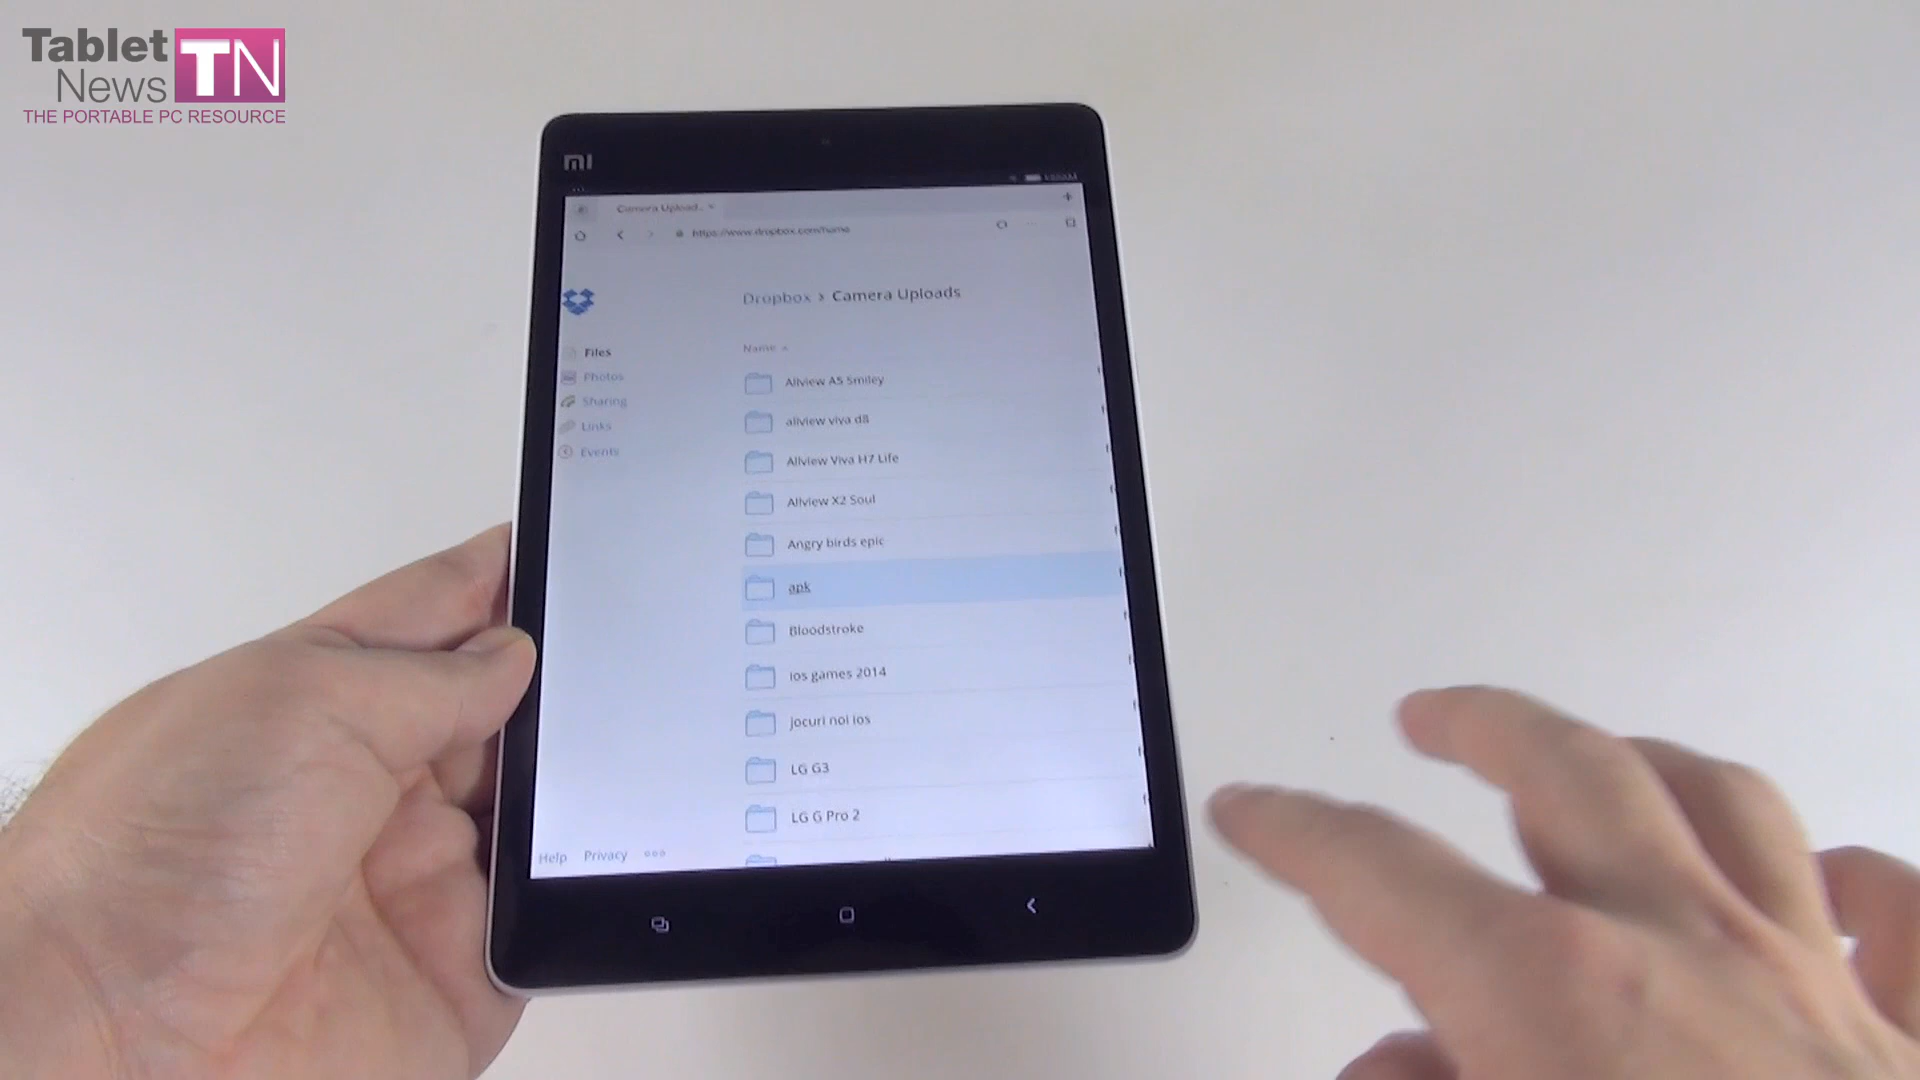 Tablet
News TN
THE PORTABLE PC RESOURCE
mi
Camera Upload..
https://www.dropbox.com/home
Dropbox › Camera Uploads
Files
Photos
Sharing
Links
Events
Name
Allview A5 Smiley
allview viva d8
Allview Viva H7 Life
Allview X2 Soul
Angry birds epic
apk
Bloodstroke
ios games 2014
jocuri noi ios
LG G3
LG G Pro 2
Help Privacy